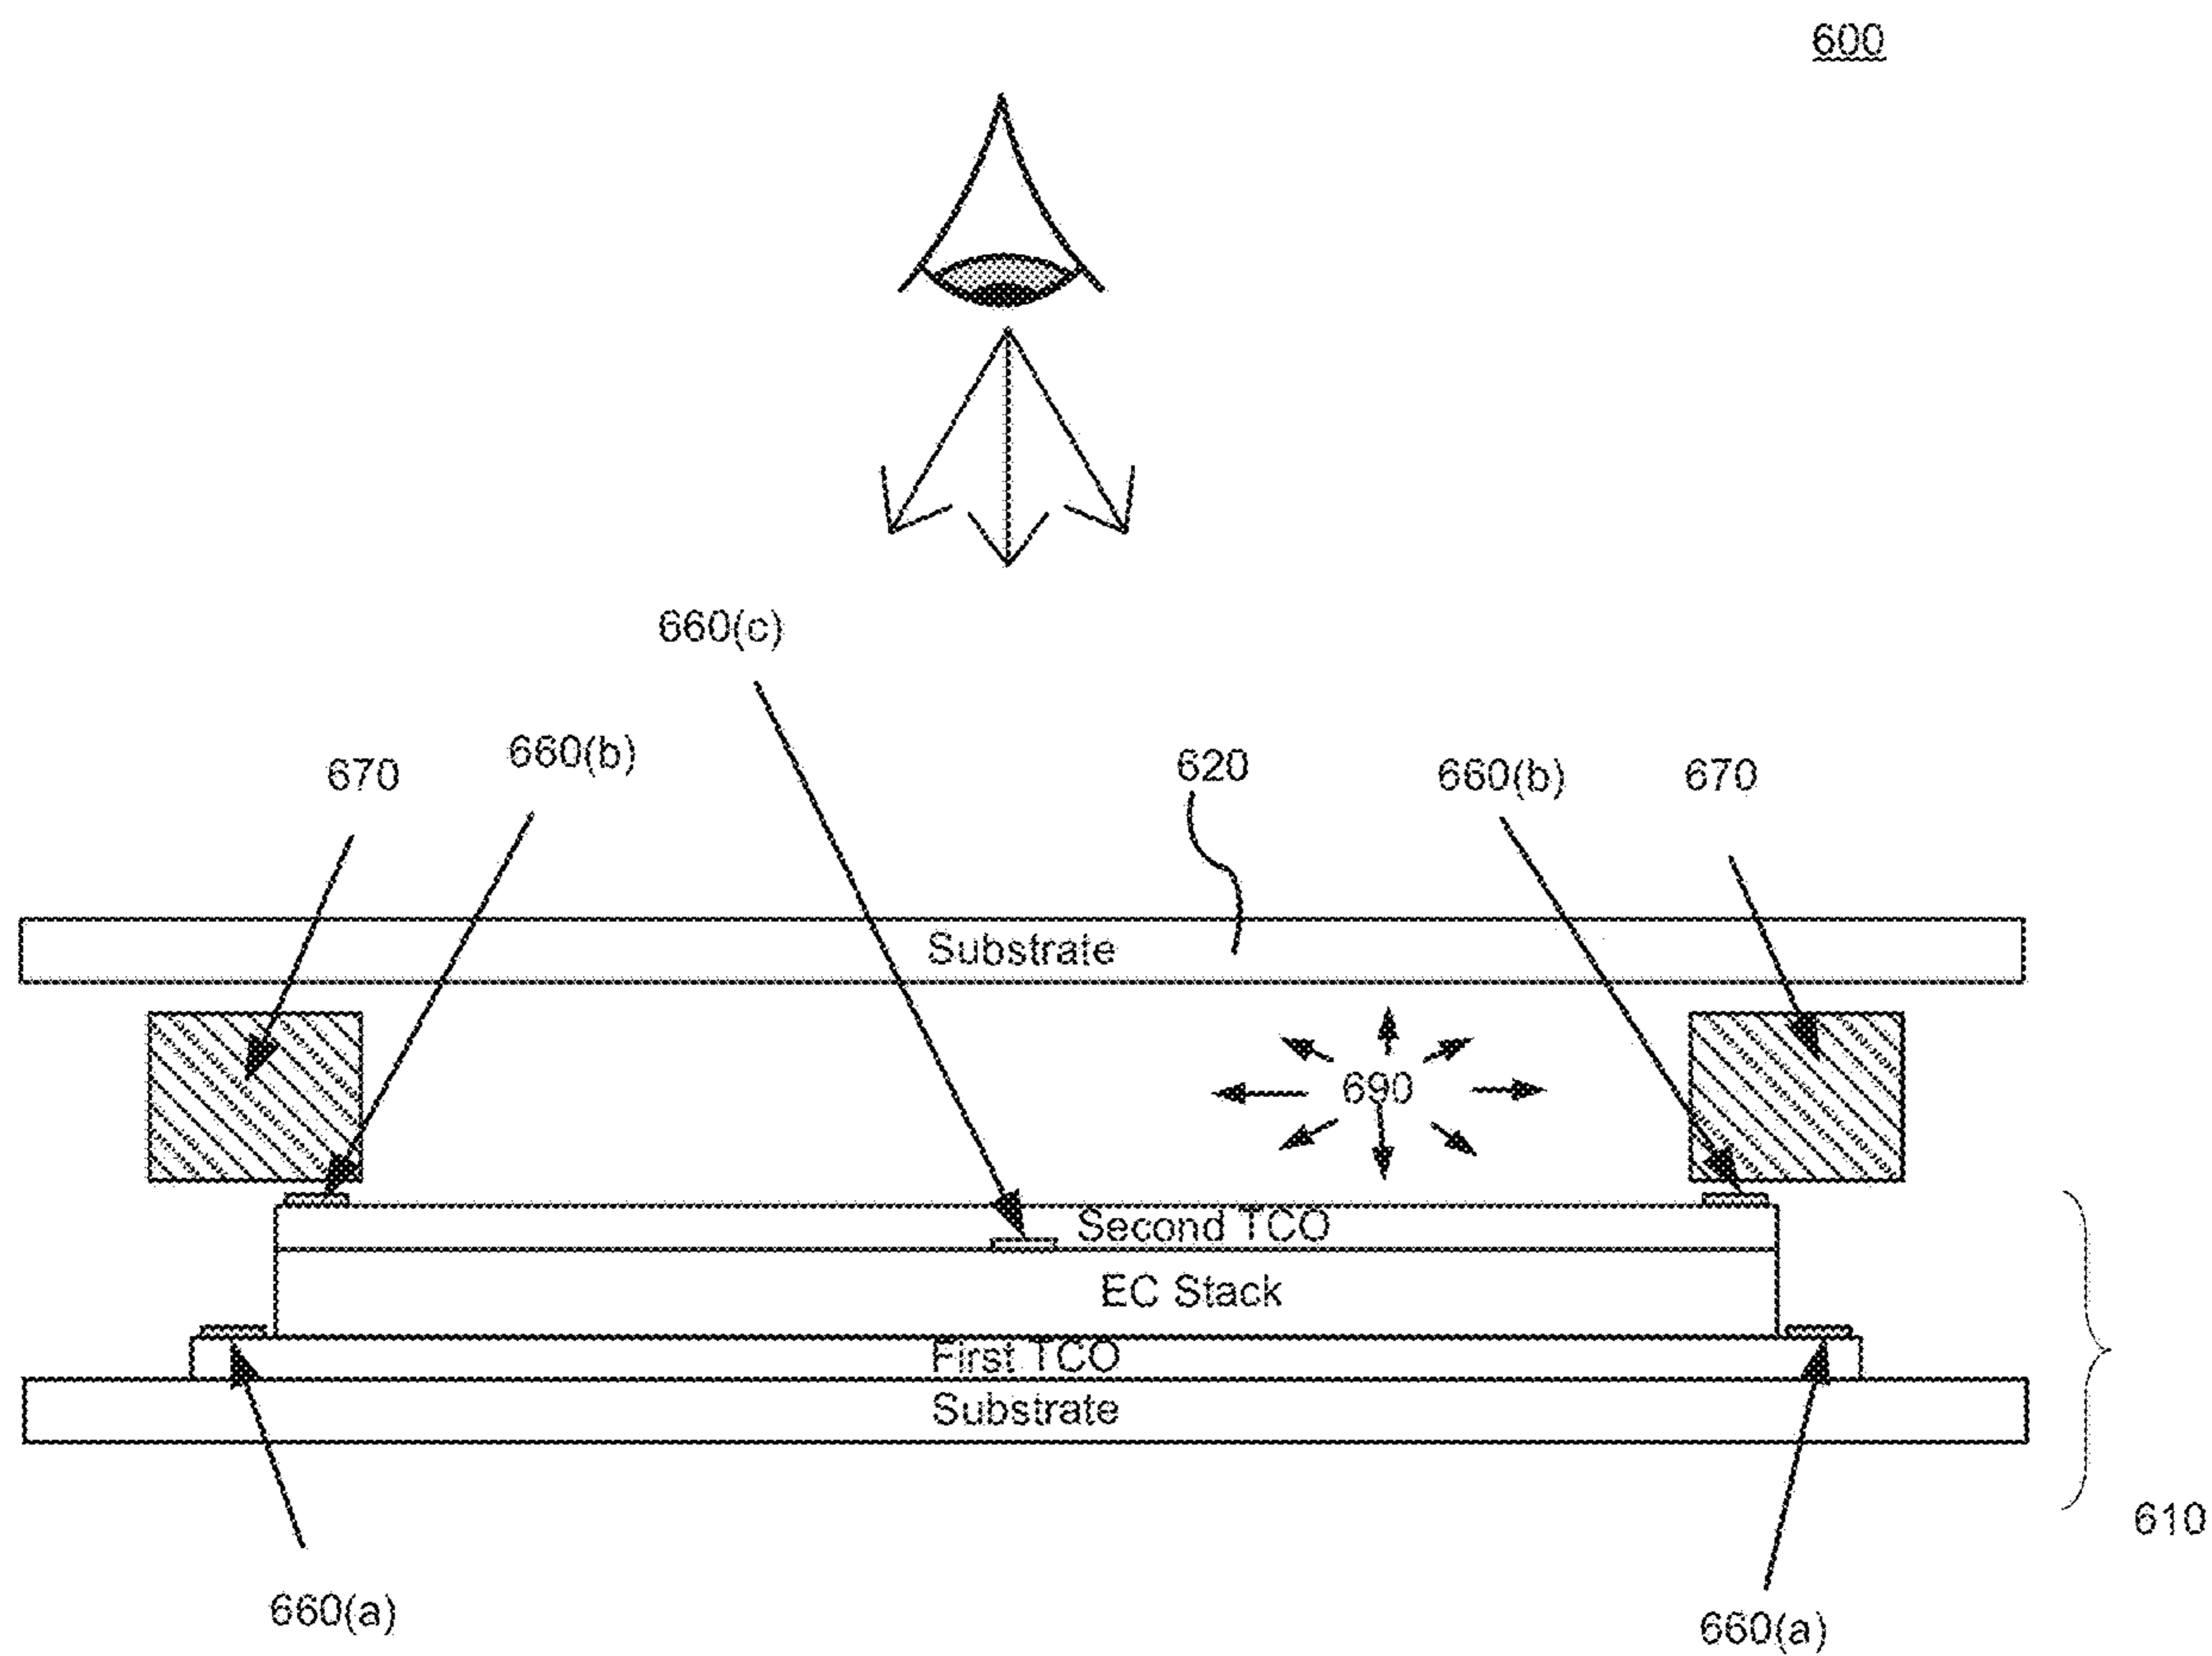 600
660(c)
660(b)
670
620
660(b)
670
Substrate
690
Second TCO
EC Stack
First TCO
Substrate
610
660(a)
660(a)